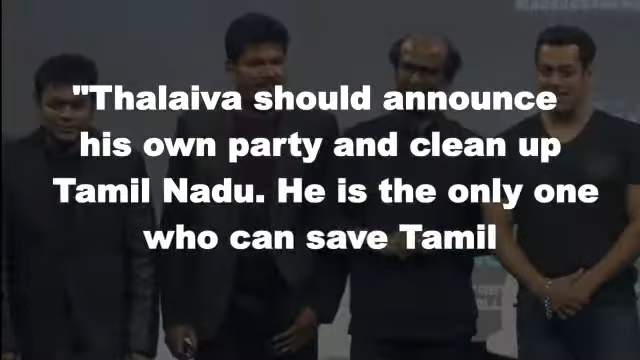 "Thalaiva should announce
his own party and clean up
Tamil Nadu. He is the only one
who can save Tamil